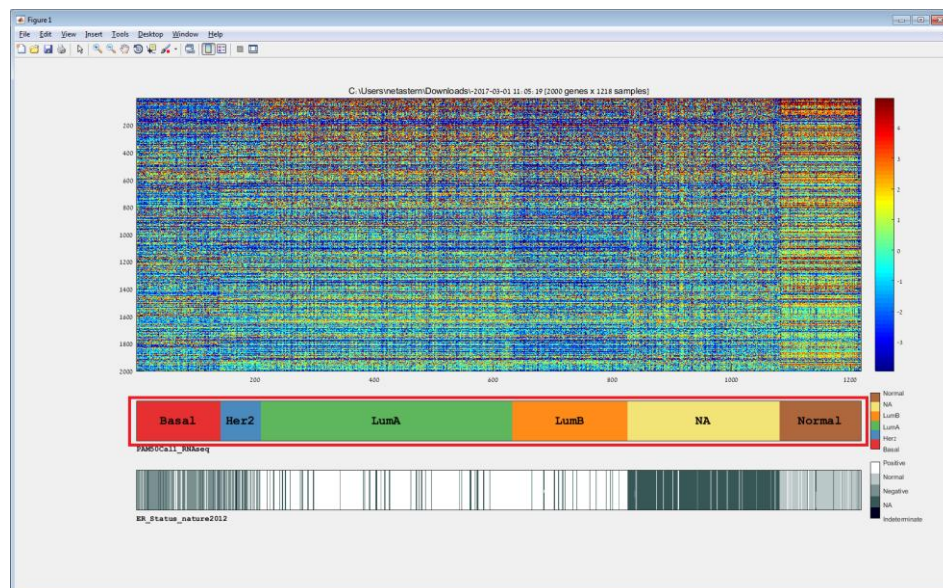 Figure 1
File Edit View Insert Tools Desktop Window Help
C:\Users\netastern\Downloads\-2017-03-01 11:05:19 [2000 genes x 1218 samples]
200
400
600
800
1000
1200
1400
1600
1800
2000
200 400 600 800 1000 1200
4
3
2
1
0
-1
-2
-3
Basal Her2 LumA LumB NA Normal
PAM50Call_RNAseq
Normal
NA
LumB
LumA
Her2
Basal
ER_Status_nature2012
Positive
Normal
Negative
NA
Indeterminate